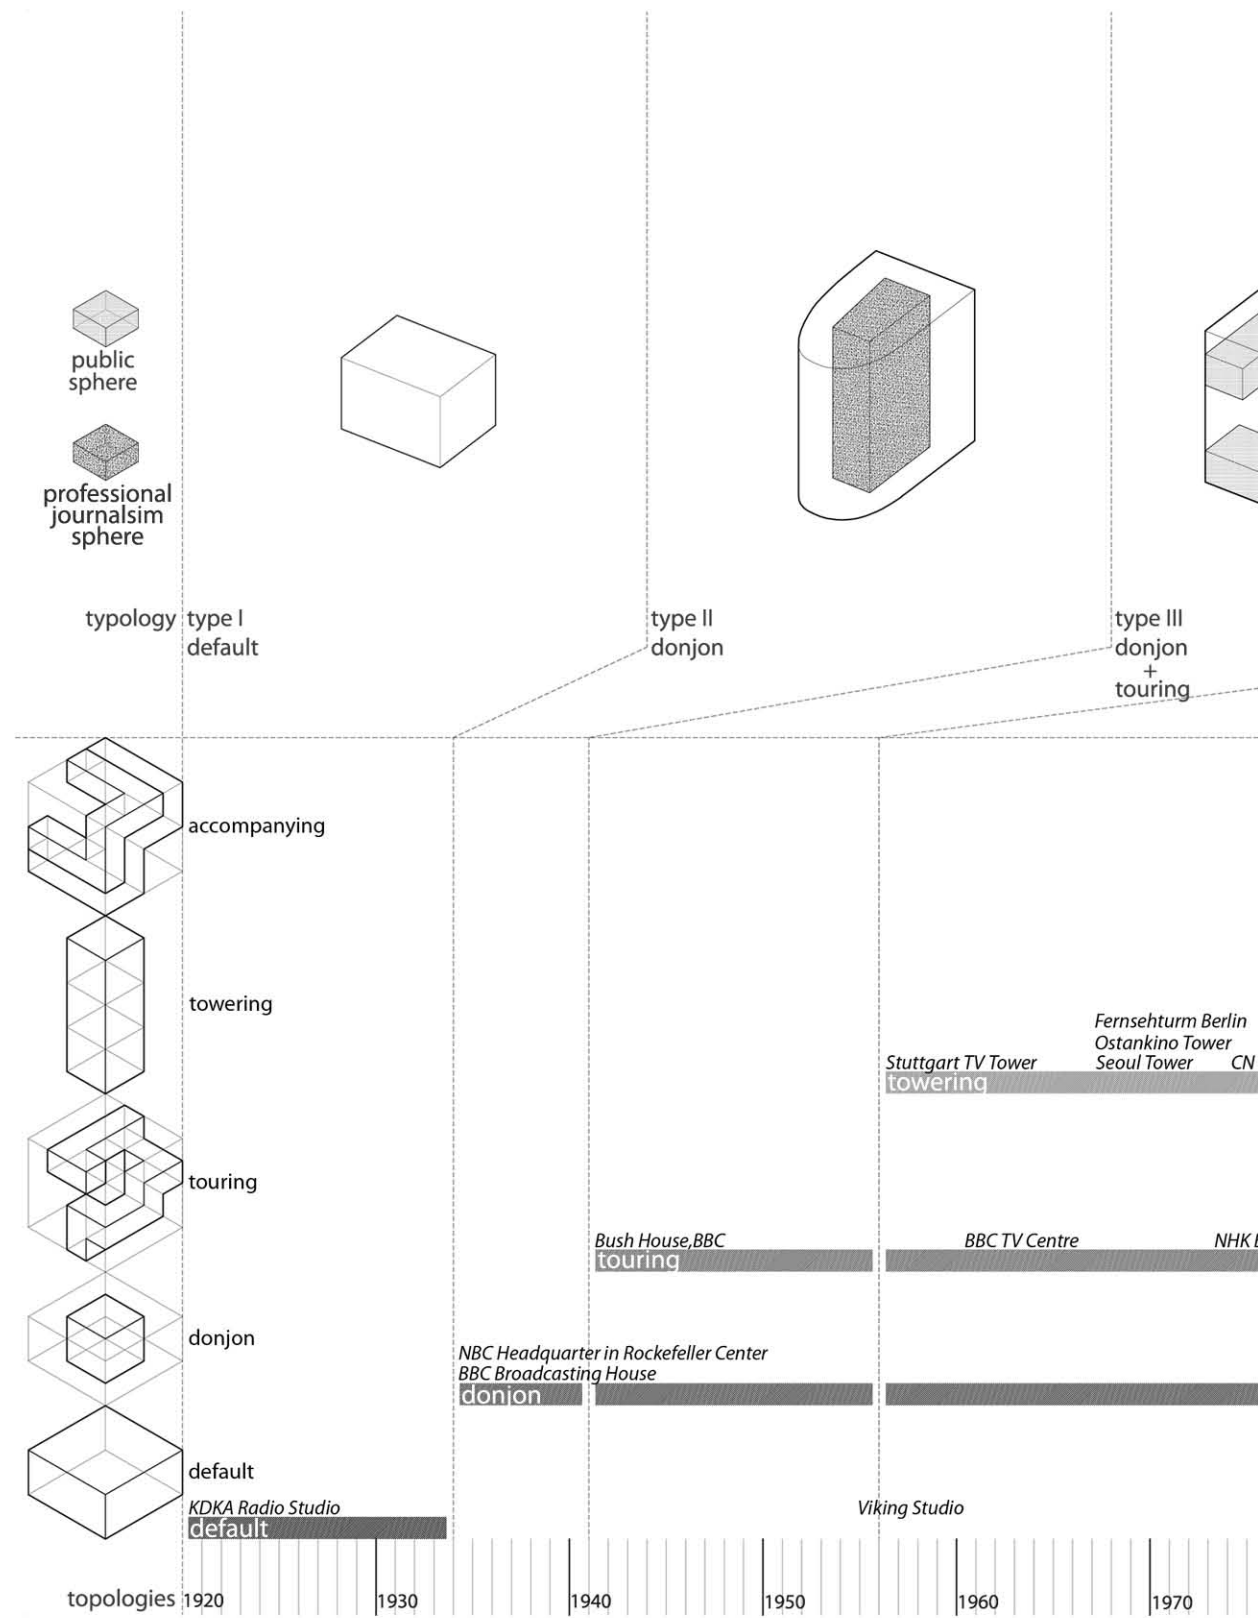 public
sphere
professional
journalsim
sphere
typology
type I
default
type II
donjon
type III
donjon
+
touring
accompanying
towering
Fernsehturm Berlin
Ostankino Tower
Stuttgart TV Tower
Seoul Tower
CN
towering
touring
Bush House,BBC
BBC TV Centre
NHK
touring
donjon
NBC Headquarter in Rockefeller Center
BBC Broadcasting House
donjon
default
KDKA Radio Studio
Viking Studio
default
topologies
1920
1930
1940
1950
1960
1970